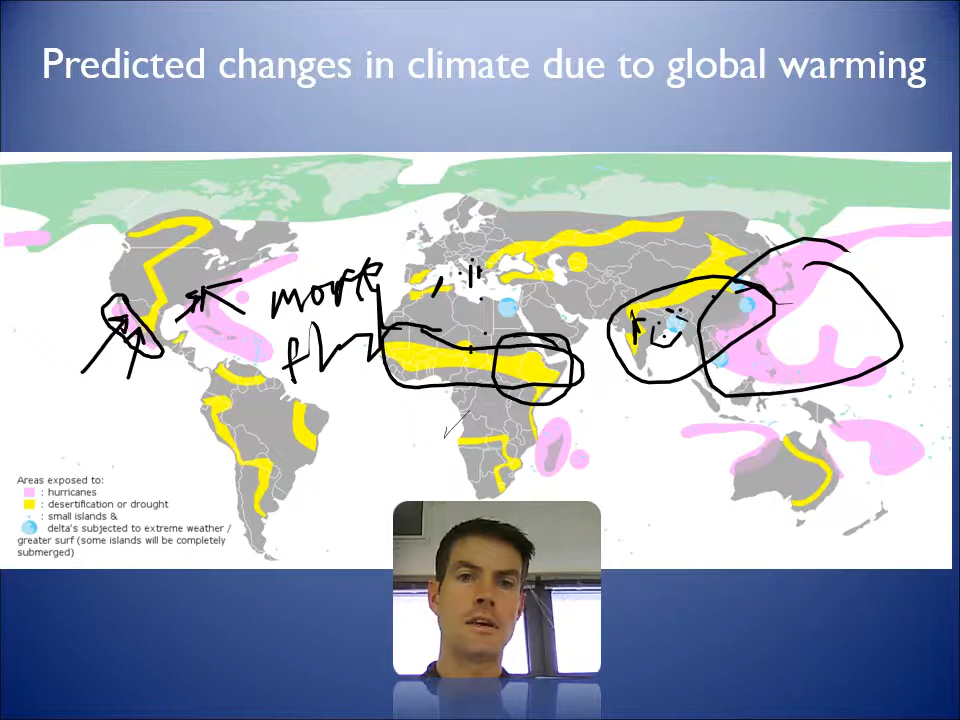 Predicted changes in climate due to global warming
more
Areas exposed to:
: hurricanes
: desertification or drought
: small islands &
delta's subjected to extreme weather /
greater surf (some islands will be completely
submerged)